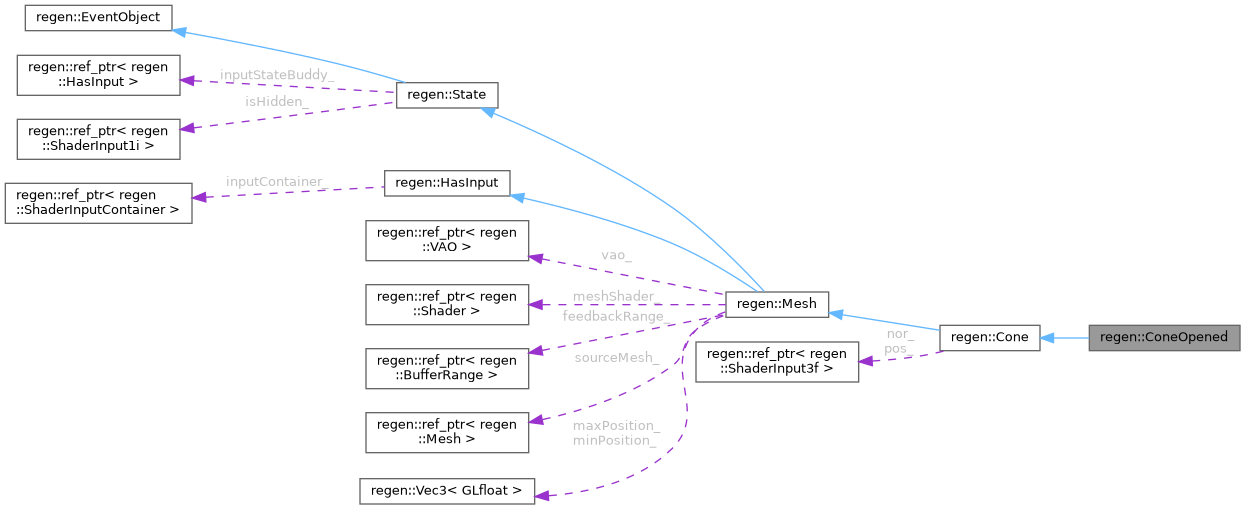 regen::EventObject
regen::ref_ptr< regen
::HasInput >
inputStateBuddy_
regen::State
isHidden_
regen::ref_ptr< regen
::ShaderInput1i >
regen::HasInput
inputContainer_
regen::ref_ptr< regen
::ShaderInputContainer >
regen::ref_ptr< regen
::VAO >
vao_
regen::ref_ptr< regen
::Shader >
meshShader_
regen::Mesh
feedbackRange_
regen::ref_ptr< regen
::BufferRange >
sourceMesh_
regen::ref_ptr< regen
::ShaderInput3f >
nor_
pos_
regen::Cone
regen::ConeOpened
regen::ref_ptr< regen
::Mesh >
maxPosition_
minPosition_
regen::Vec3< GLfloat >